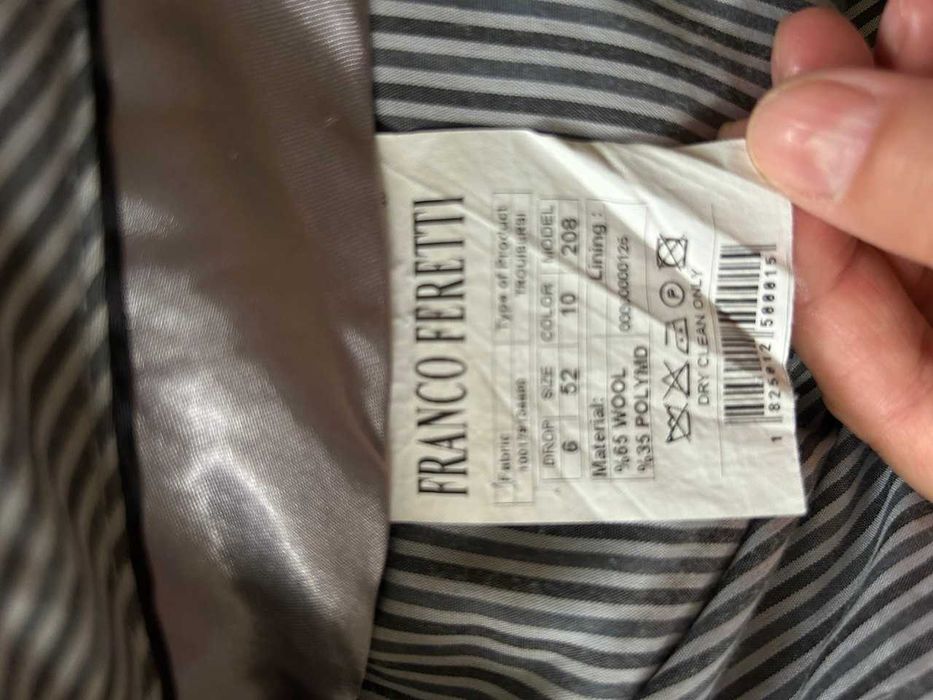 FRANCO FERETTI
Fabric Type of Product
DROP SIZE COLOR MODEL
6 52 10 208
Material: Lining :
%65 WOOL 00000000126
%35 POLYMD
P
DRY CLEAN ONLY